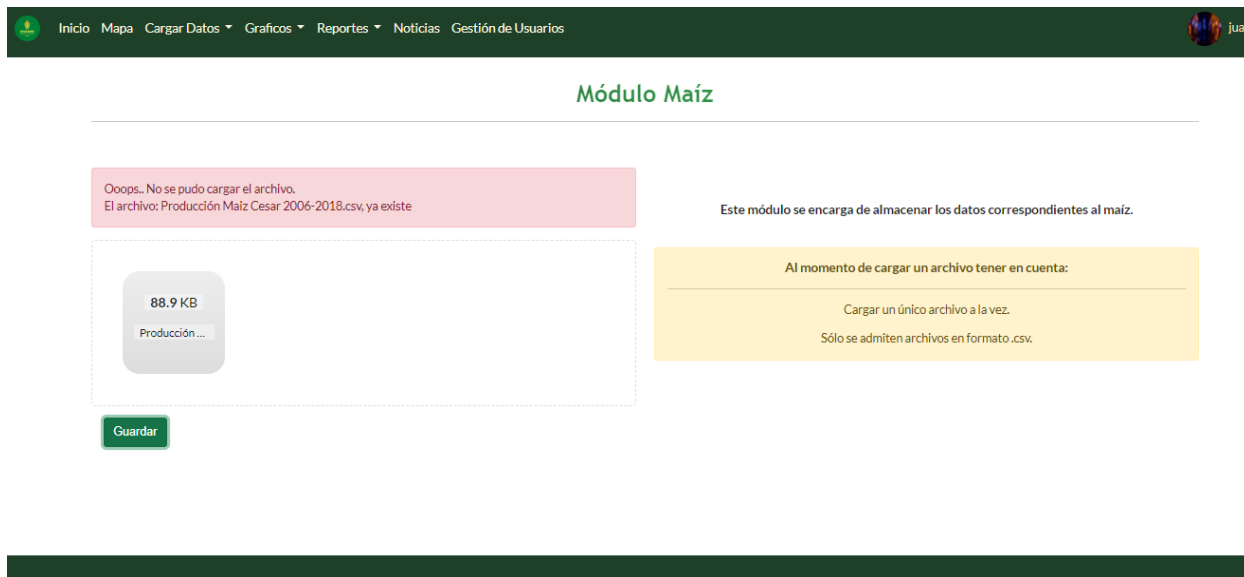 Inicio Mapa Cargar Datos Graficos Reportes Noticias Gestión de Usuarios jua
Módulo Maíz
Ooops.. No se pudo cargar el archivo.
El archivo: Producción Maiz Cesar 2006-2018.csv, ya existe
88.9 KB
Producción ...
Guardar
Este módulo se encarga de almacenar los datos correspondientes al maíz.
Al momento de cargar un archivo tener en cuenta:
Cargar un único archivo a la vez.
Sólo se admiten archivos en formato .csv.